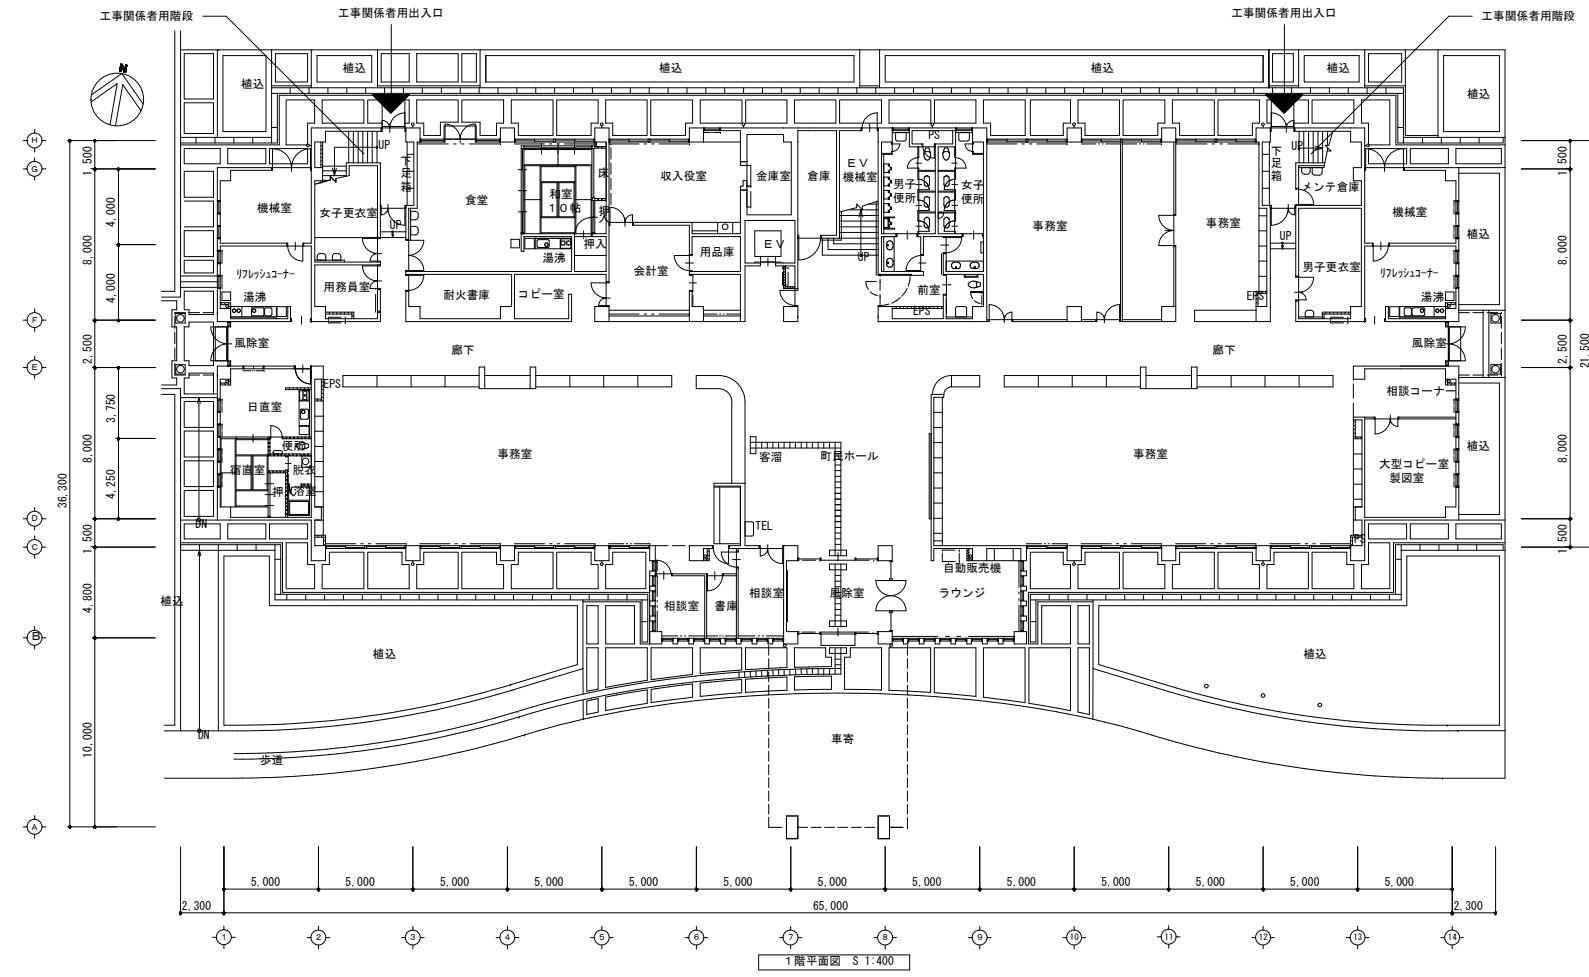 工事関係者用階段
工事関係者用出入口
工事関係者用出入口
工事関係者用階段
N
植込
植込
植込
植込
植込
植込
H
G
F
E
D
C
B
A
1,500
4,000
8,000
4,000
2,500
3,750
8,000
4,250
1,500
4,800
10,000
36,300
1,500
8,000
2,500
21,500
8,000
1,500
UP
下足箱
食堂
和室
10帖
床
押入
押入
湯沸
収入役室
金庫室
倉庫
EV
機械室
男子
便所
PS
女子
便所
事務室
事務室
下足箱
UP
メンテ倉庫
機械室
植込
機械室
女子更衣室
UP
リフレッシュコーナー
湯沸
用務員室
耐火書庫
コピー室
会計室
用品庫
EV
UP
前室
EPS
EPS
UP
男子更衣室
リフレッシュコーナー
湯沸
風除室
廊下
廊下
風除室
EPS
日直室
便所
宿直室
脱衣
押入
浴室
DN
事務室
客溜
町民ホール
TEL
事務室
相談コーナー
大型コピー室
製図室
植込
PS
相談室
書庫
相談室
風除室
自動販売機
ラウンジ
植込
植込
植込
DN
歩道
車寄
5,000
5,000
5,000
5,000
5,000
5,000
5,000
5,000
5,000
5,000
5,000
5,000
5,000
2,300
65,000
2,300
1
2
3
4
5
6
7
8
9
10
11
12
13
14
1階平面図 S 1:400